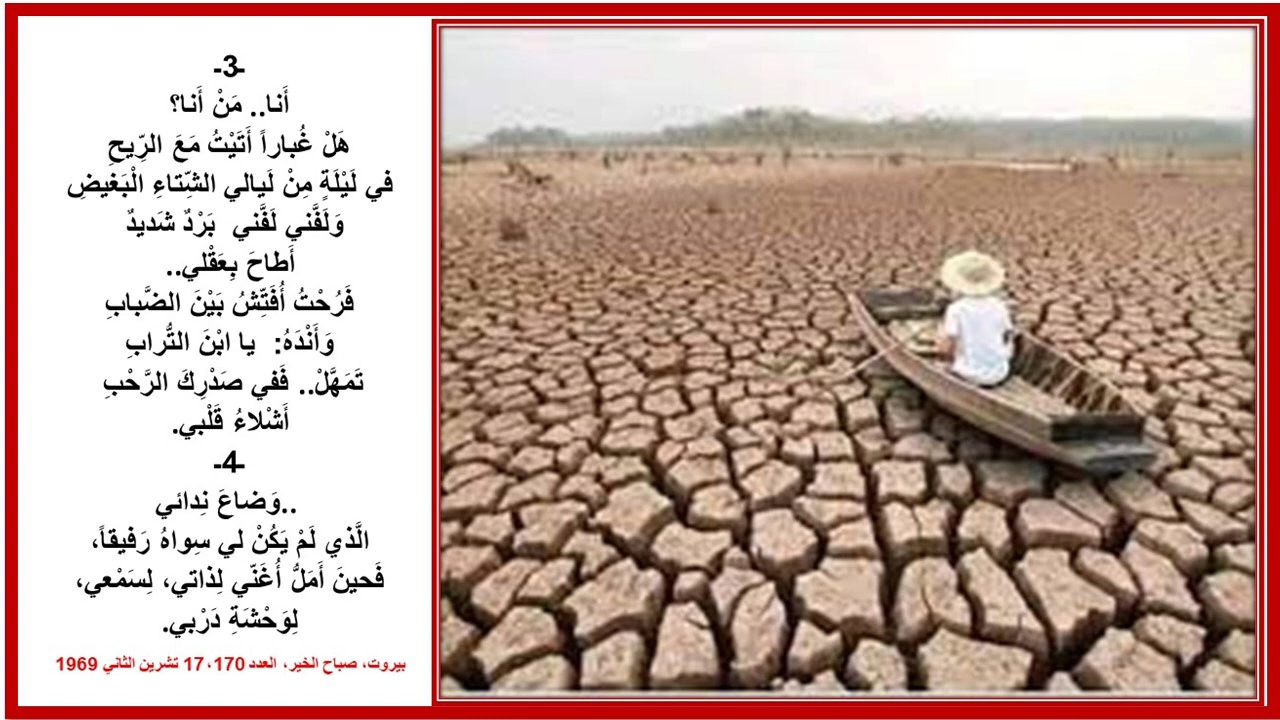 -3-
أَنا.. مَنْ أَنا؟
هَلْ غُباراً أَتَيْتُ مَعَ الرِّيحِ
في لَيْلَةٍ مِنْ لَيالي الشِّتاءِ الْبَغيضِ
وَلَفَّني لَفَّني بَرْدٌ شَديدٌ
أَطاحَ بِعَقْلي..
فَرُحْتُ أُفَتِّشُ بَيْنَ الضَّبابِ
وَأَنْدَهُ: يا ابْنَ التُّرابِ
تَمَهَّلْ.. فَفي صَدْرِكَ الرَّحْبِ
أَشْلاءُ قَلْبي.
-4-
..وَضاعَ نِدائي
الَّذي لَمْ يَكُنْ لي سِواهُ رَفيقاً،
فَحينَ أَمَلُّ أُغَنّي لِذاتي، لِسَمْعي،
لِوَحْشَةِ دَرْبي.
بيروت، صباح الخير، العدد 170، 17 تشرين الثاني 1969